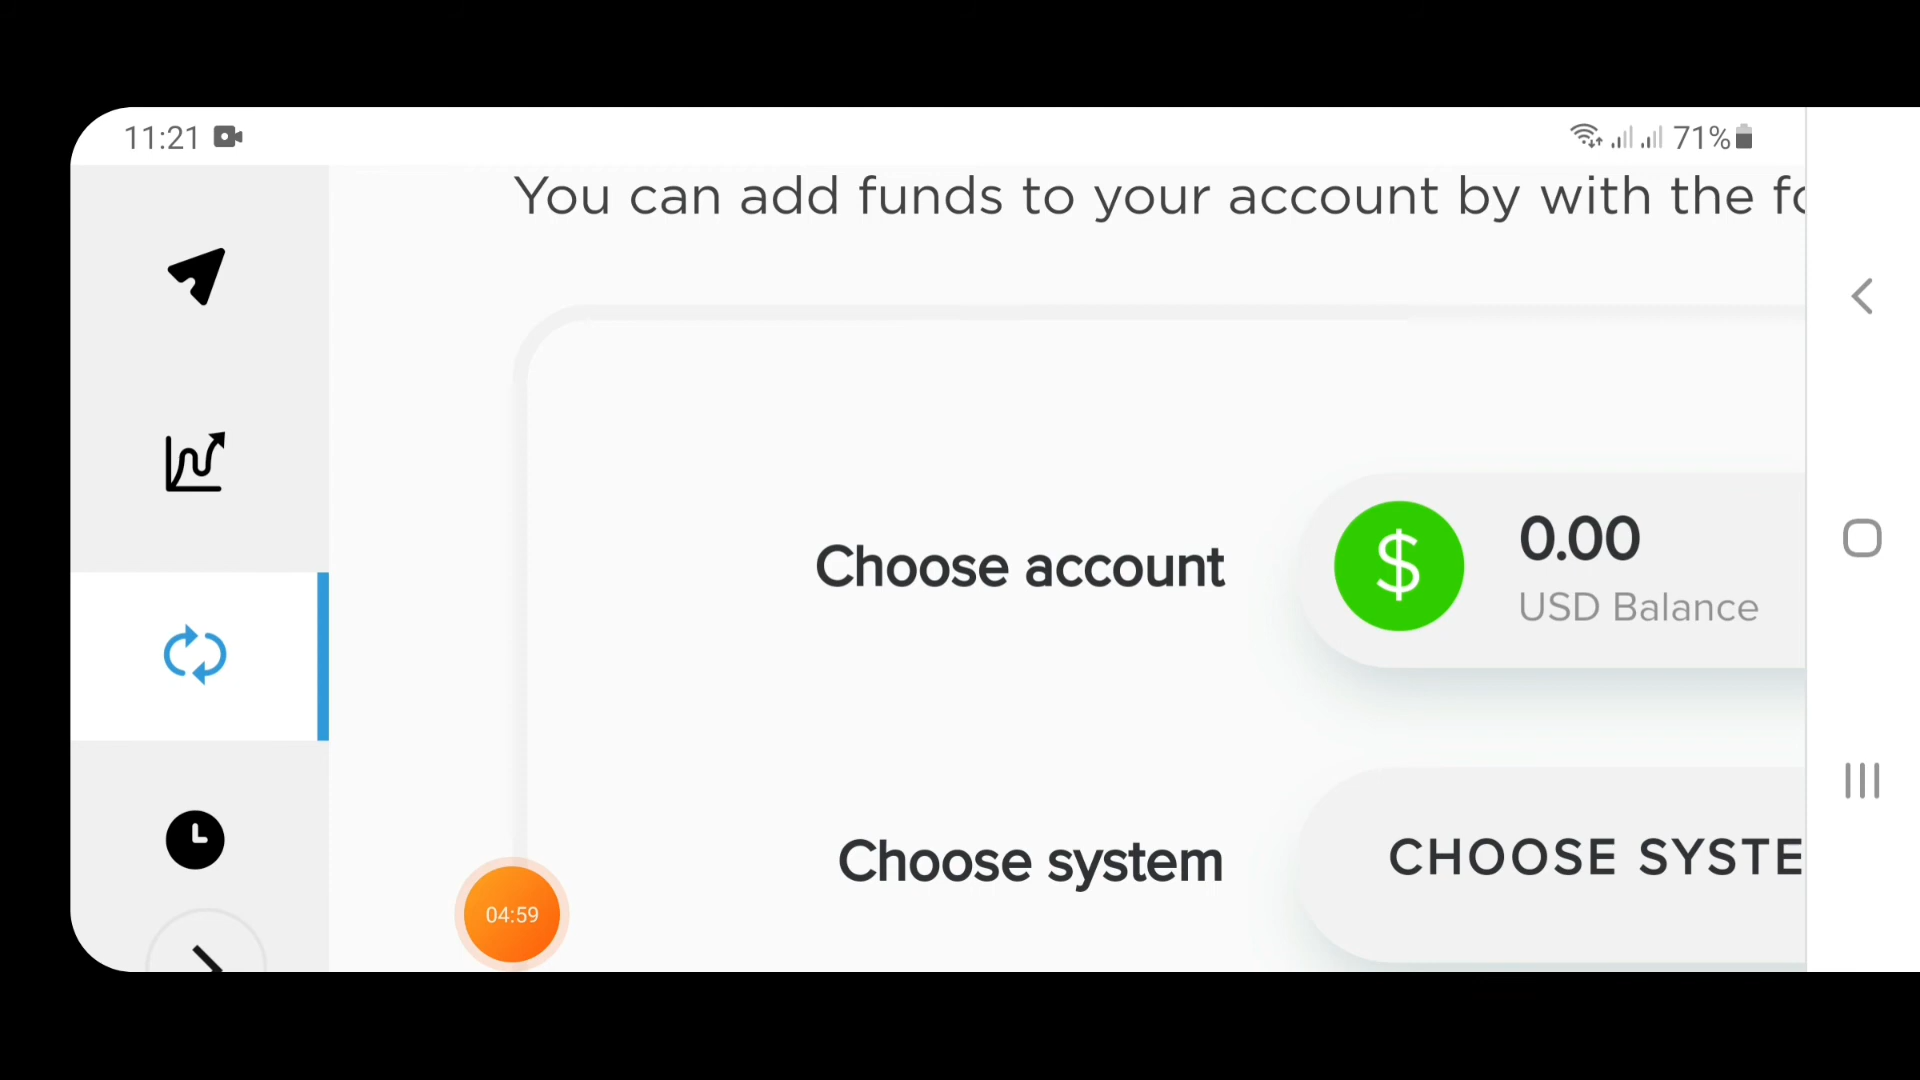 11:21
71%
You can add funds to your account by with the
Choose account
$
0.00
USD Balance
Choose system
CHOOSE SYSTE
04:59